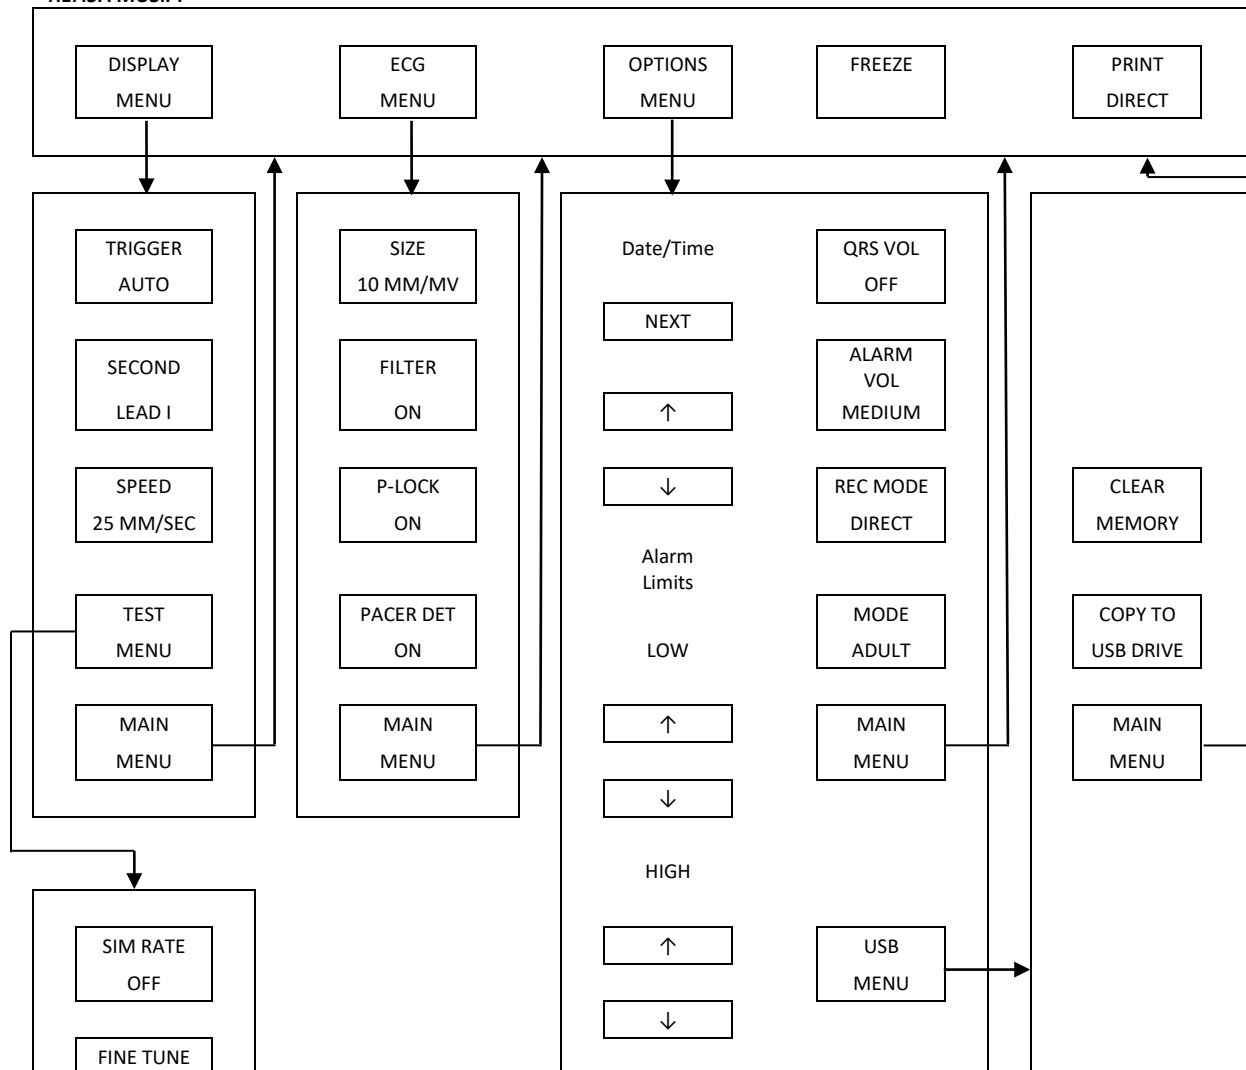 DISPLAY
MENU
ECG
MENU
OPTIONS
MENU
FREEZE
PRINT
DIRECT
TRIGGER
AUTO
SECOND
LEAD I
SPEED
25 MM/SEC
TEST
MENU
MAIN
MENU
SIZE
10 MM/MV
FILTER
ON
P-LOCK
ON
PACER DET
ON
MAIN
MENU
Date/Time
NEXT
↑
↓
Alarm
Limits
LOW
↑
↓
HIGH
↑
↓
QRS VOL
OFF
ALARM
VOL
MEDIUM
REC MODE
DIRECT
MODE
ADULT
MAIN
MENU
USB
MENU
CLEAR
MEMORY
COPY TO
USB DRIVE
MAIN
MENU
SIM RATE
OFF
FINE TUNE